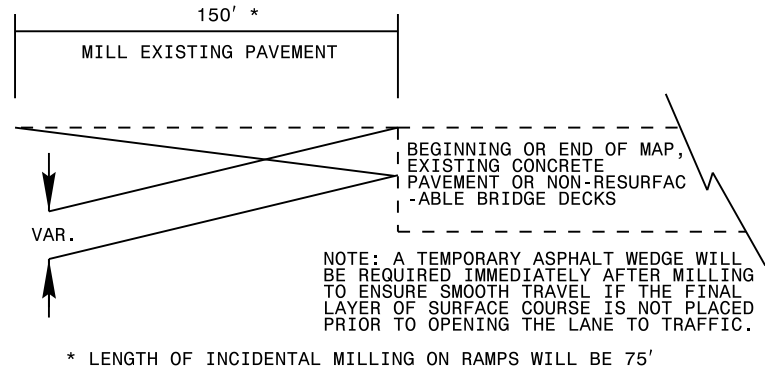 150' *
MILL EXISTING PAVEMENT
BEGINNING OR END OF MAP,
EXISTING CONCRETE
PAVEMENT OR NON-RESURFAC
-ABLE BRIDGE DECKS
VAR.
NOTE: A TEMPORARY ASPHALT WEDGE WILL
BE REQUIRED IMMEDIATELY AFTER MILLING
TO ENSURE SMOOTH TRAVEL IF THE FINAL
LAYER OF SURFACE COURSE IS NOT PLACED
PRIOR TO OPENING THE LANE TO TRAFFIC.
* LENGTH OF INCIDENTAL MILLING ON RAMPS WILL BE 75'